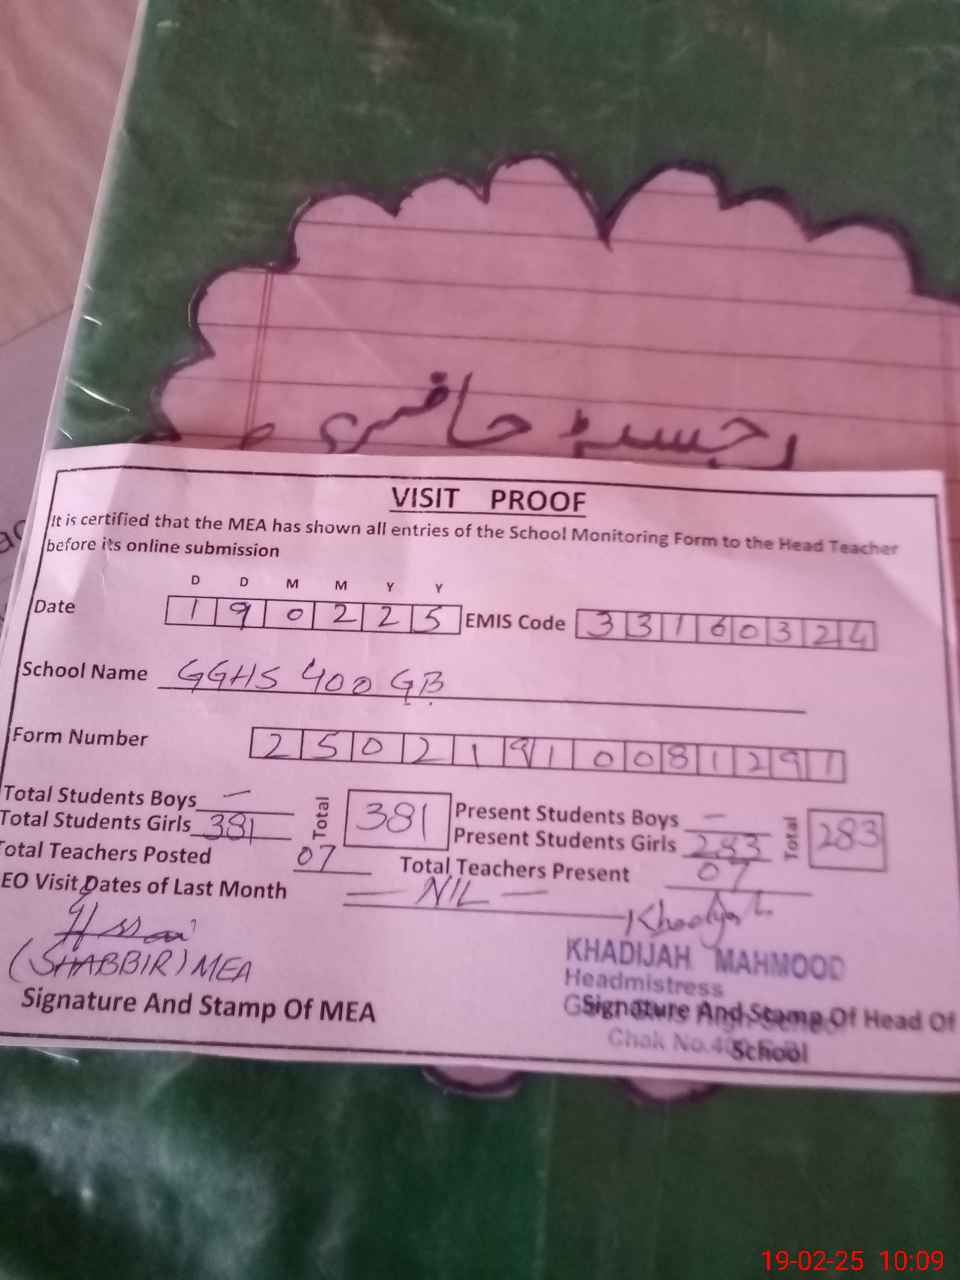 رجسٹر حاضری
VISIT PROOF
It is certified that the MEA has shown all entries of the School Monitoring Form to the Head Teacher
before its online submission
D D M M Y Y
Date 1 9 0 2 2 5 EMIS Code 3 3 1 6 0 3 2 4
School Name GGHS 400 GB
Form Number 2 5 0 2 1 9 1 0 0 8 1 2 9 1
Total Students Boys — Total 381 Present Students Boys — Total 283
Total Students Girls 381 Present Students Girls 283
Total Teachers Posted 07 Total Teachers Present 07
EO Visit Dates of Last Month — NIL —
(SHABBIR) MEA
KHADIJAH MAHMOOD
Headmistress
Signature And Stamp Of MEA
Signature And Stamp Of Head Of
School
Chak No.
19-02-25 10:09